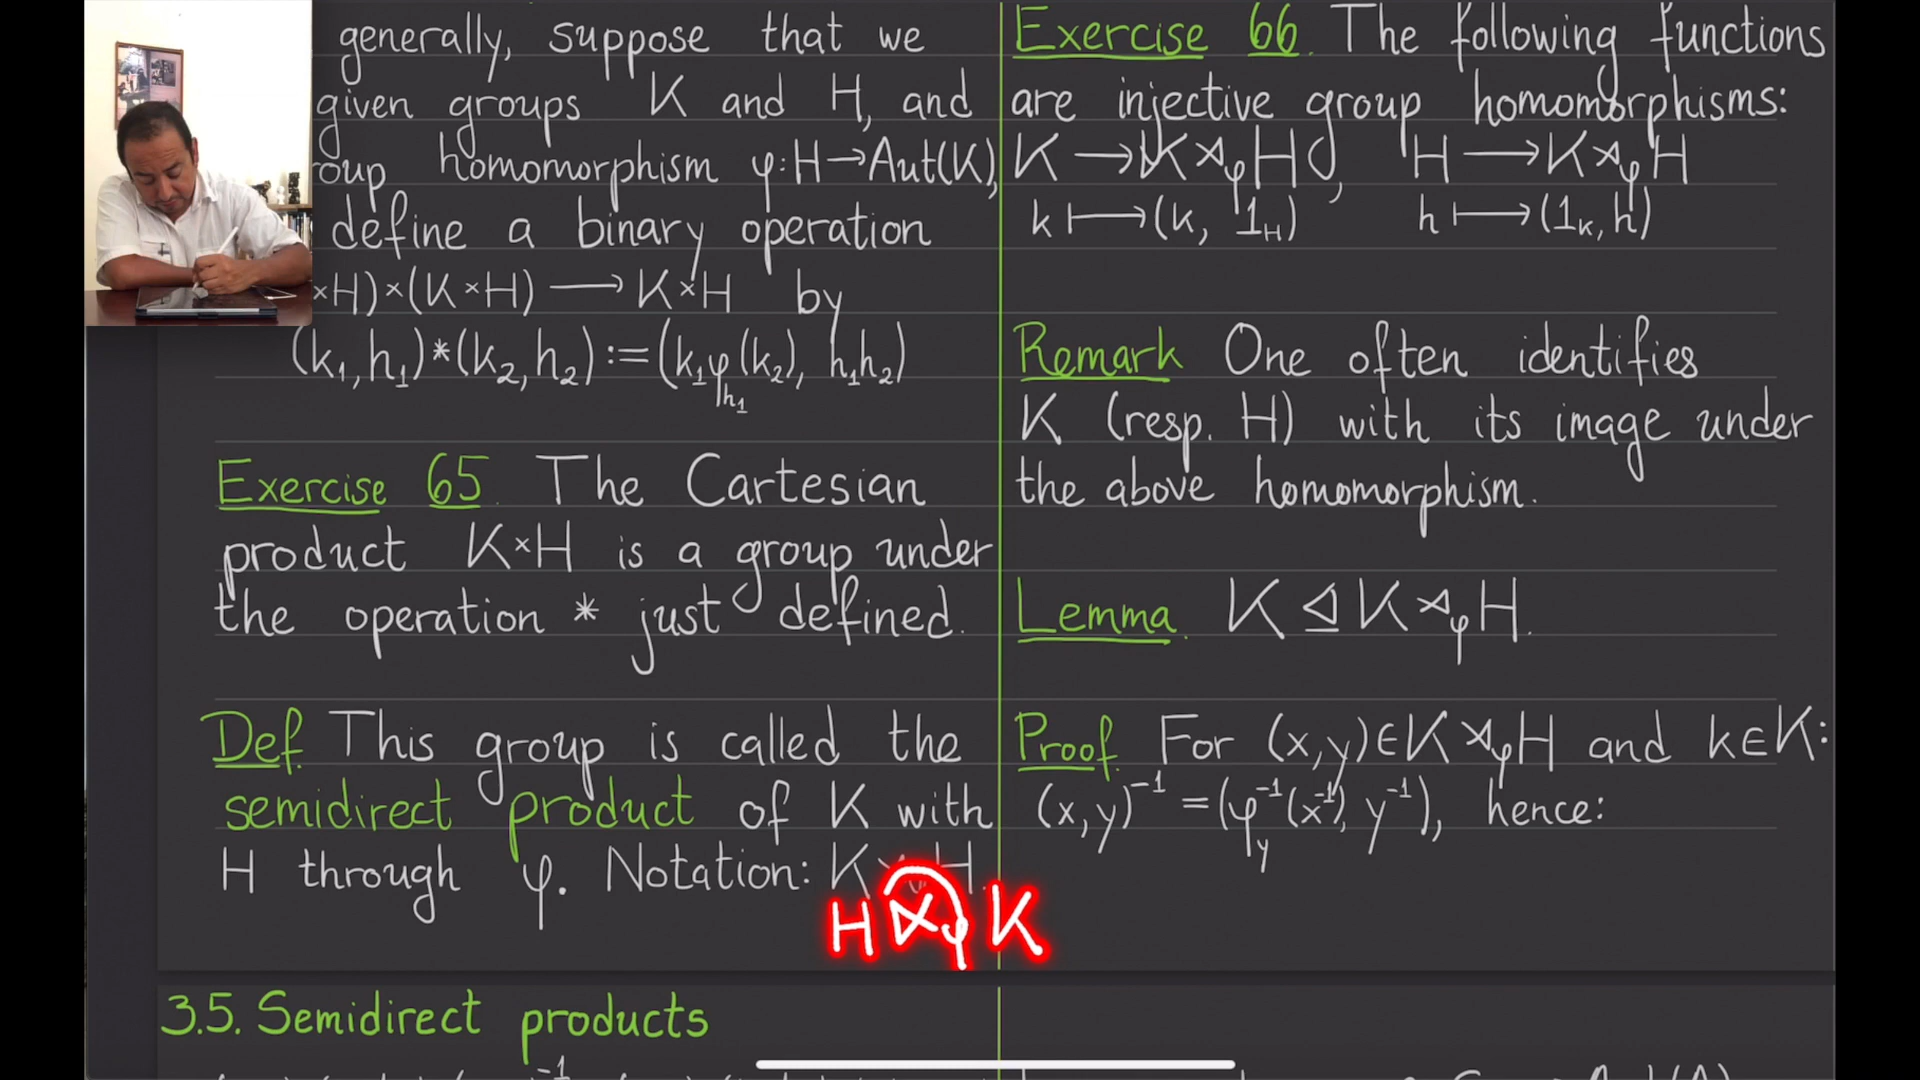 generally, suppose that we
given groups K and H, and
oup homomorphism φ:H→Aut(K),
define a binary operation
×H)×(K×H) ⟶ K×H by
(k₁,h₁)*(k₂,h₂):=(k₁φ_{h₁}(k₂), h₁h₂)
Exercise 65. The Cartesian
product K×H is a group under
the operation * just defined.
Def. This group is called the
semidirect product of K with
H through φ. Notation: K⋊_φ H.
H ⋉_φ K
Exercise 66. The following functions
are injective group homomorphisms:
K ⟶ K⋊_φ H, H ⟶ K⋊_φ H
k ⟼ (k, 1_H) h ⟼ (1_K, h)
Remark One often identifies
K (resp. H) with its image under
the above homomorphism.
Lemma. K ⊴ K⋊_φ H.
Proof. For (x,y)∈K⋊_φ H and k∈K:
(x,y)⁻¹=(φ_y⁻¹(x⁻¹), y⁻¹), hence:
3.5. Semidirect products